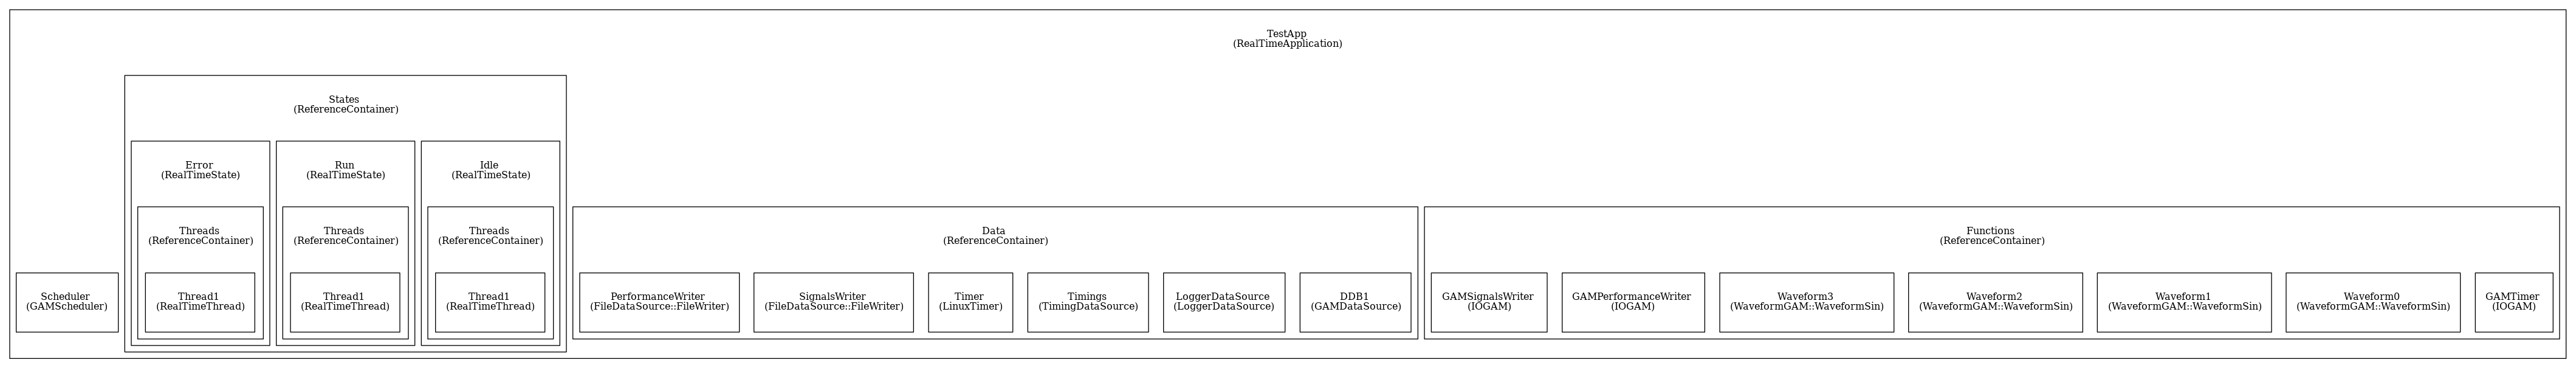 TestApp
(RealTimeApplication)
States
(ReferenceContainer)
Error
(RealTimeState)
Run
(RealTimeState)
Idle
(RealTimeState)
Threads
(ReferenceContainer)
Threads
(ReferenceContainer)
Threads
(ReferenceContainer)
Data
(ReferenceContainer)
Functions
(ReferenceContainer)
Scheduler
(GAMScheduler)
Thread1
(RealTimeThread)
Thread1
(RealTimeThread)
Thread1
(RealTimeThread)
PerformanceWriter
(FileDataSource::FileWriter)
SignalsWriter
(FileDataSource::FileWriter)
Timer
(LinuxTimer)
Timings
(TimingDataSource)
LoggerDataSource
(LoggerDataSource)
DDB1
(GAMDataSource)
GAMSignalsWriter
(IOGAM)
GAMPerformanceWriter
(IOGAM)
Waveform3
(WaveformGAM::WaveformSin)
Waveform2
(WaveformGAM::WaveformSin)
Waveform1
(WaveformGAM::WaveformSin)
Waveform0
(WaveformGAM::WaveformSin)
GAMTimer
(IOGAM)